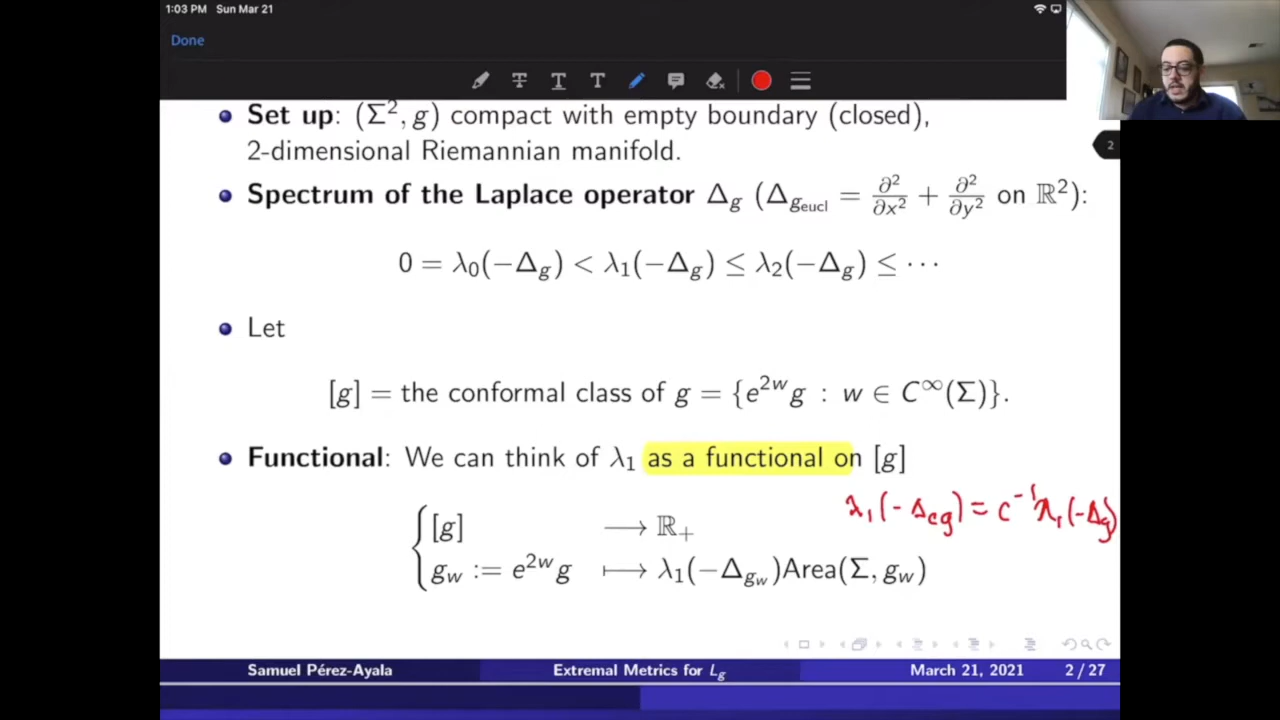 1:03 PM Sun Mar 21
Done
• Set up: (Σ², g) compact with empty boundary (closed),
2-dimensional Riemannian manifold.
2
• Spectrum of the Laplace operator Δ_g (Δ_{g_eucl} = ∂²/∂x² + ∂²/∂y² on ℝ²):
0 = λ₀(−Δ_g) < λ₁(−Δ_g) ≤ λ₂(−Δ_g) ≤ ⋯
• Let
[g] = the conformal class of g = {e^{2w}g : w ∈ C^∞(Σ)}.
• Functional: We can think of λ₁ as a functional on [g]
λ₁(−Δ_{cg}) = c⁻¹λ₁(−Δ_g)
[g] ⟶ ℝ₊
g_w := e^{2w}g ⟼ λ₁(−Δ_{g_w})Area(Σ, g_w)
Samuel Pérez-Ayala Extremal Metrics for L_g March 21, 2021 2 / 27